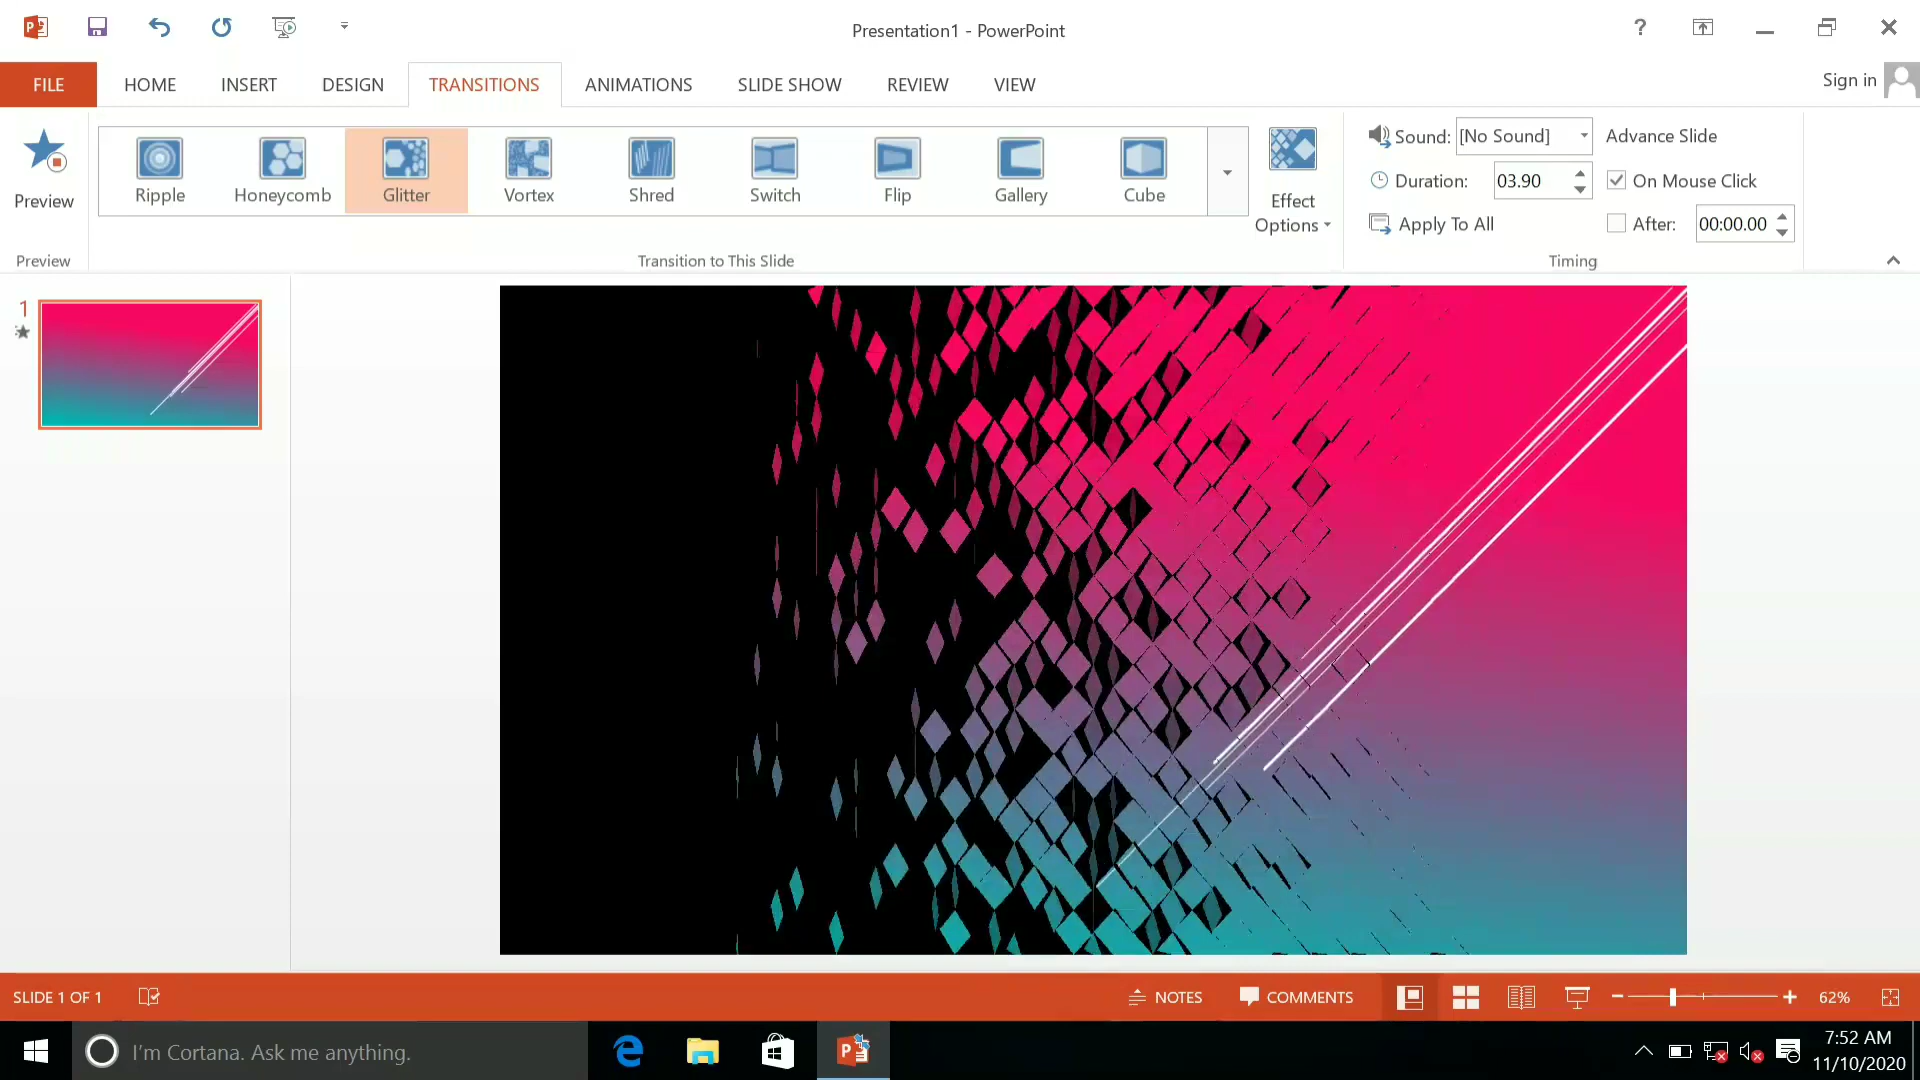 Presentation1 - PowerPoint
?
FILE HOME INSERT DESIGN TRANSITIONS ANIMATIONS SLIDE SHOW REVIEW VIEW Sign in
Preview
Preview
Ripple Honeycomb Glitter Vortex Shred Switch Flip Gallery Cube
Transition to This Slide
Effect
Options
Sound: [No Sound]
Duration: 03.90
Apply To All
Advance Slide
On Mouse Click
After: 00:00.00
Timing
1
SLIDE 1 OF 1 NOTES COMMENTS 62%
I'm Cortana. Ask me anything.
7:52 AM
11/10/2020